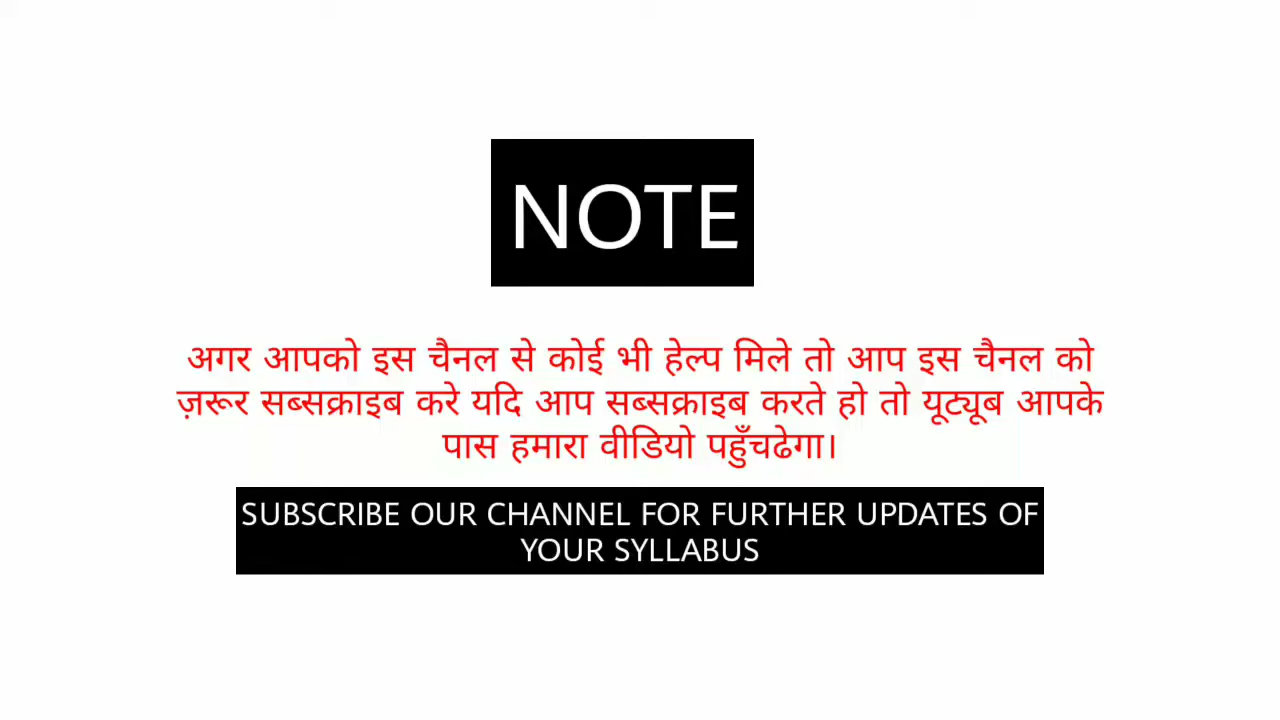 NOTE
अगर आपको इस चैनल से कोई भी हेल्प मिले तो आप इस चैनल को
ज़रूर सब्सक्राइब करे यदि आप सब्सक्राइब करते हो तो यूट्यूब आपके
पास हमारा वीडियो पहुँचढेगा।
SUBSCRIBE OUR CHANNEL FOR FURTHER UPDATES OF
YOUR SYLLABUS